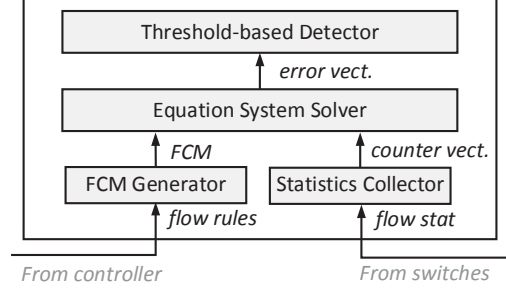 Threshold-based Detector
error vect.
Equation System Solver
FCM
counter vect.
FCM Generator
Statistics Collector
flow rules
flow stat
From controller
From switches